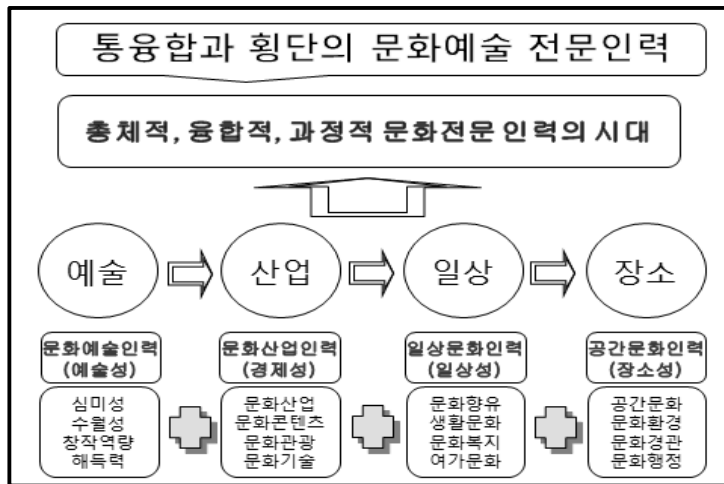 통융합과 횡단의 문화예술 전문인력
총체적, 융합적, 과정적 문화전문 인력의 시대
예술
산업
일상
장소
문화예술인력
(예술성)
문화산업인력
(경제성)
일상문화인력
(일상성)
공간문화인력
(장소성)
심미성
수월성
창작역량
해득력
문화산업
문화콘텐츠
문화관광
문화기술
문화향유
생활문화
문화복지
여가문화
공간문화
문화환경
문화경관
문화행정